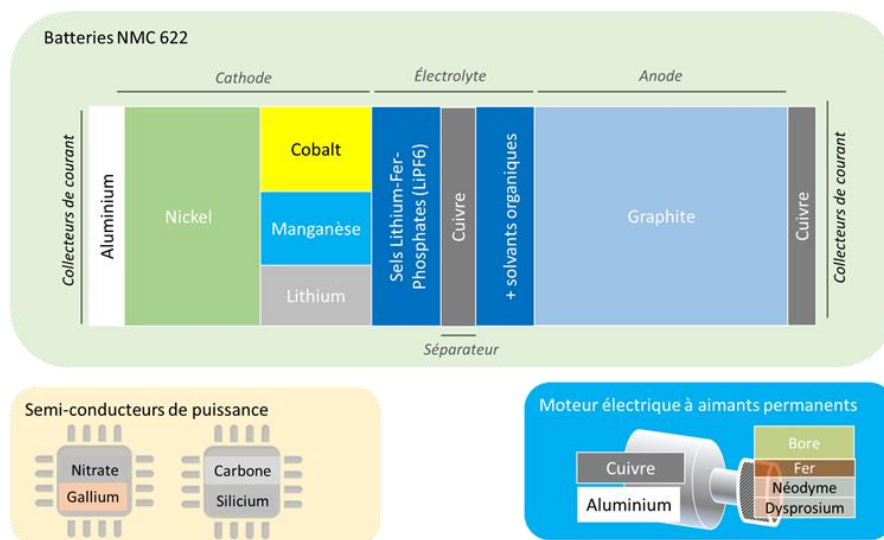 Batteries NMC 622
Cathode
Électrolyte
Anode
Collecteurs de courant
Aluminium
Nickel
Cobalt
Manganèse
Lithium
Sels Lithium-Fer-
Phosphates (LiPF6)
Cuivre
+ solvants organiques
Graphite
Cuivre
Collecteurs de courant
Séparateur
Semi-conducteurs de puissance
Nitrate
Gallium
Carbone
Silicium
Moteur électrique à aimants permanents
Cuivre
Aluminium
Bore
Fer
Néodyme
Dysprosium